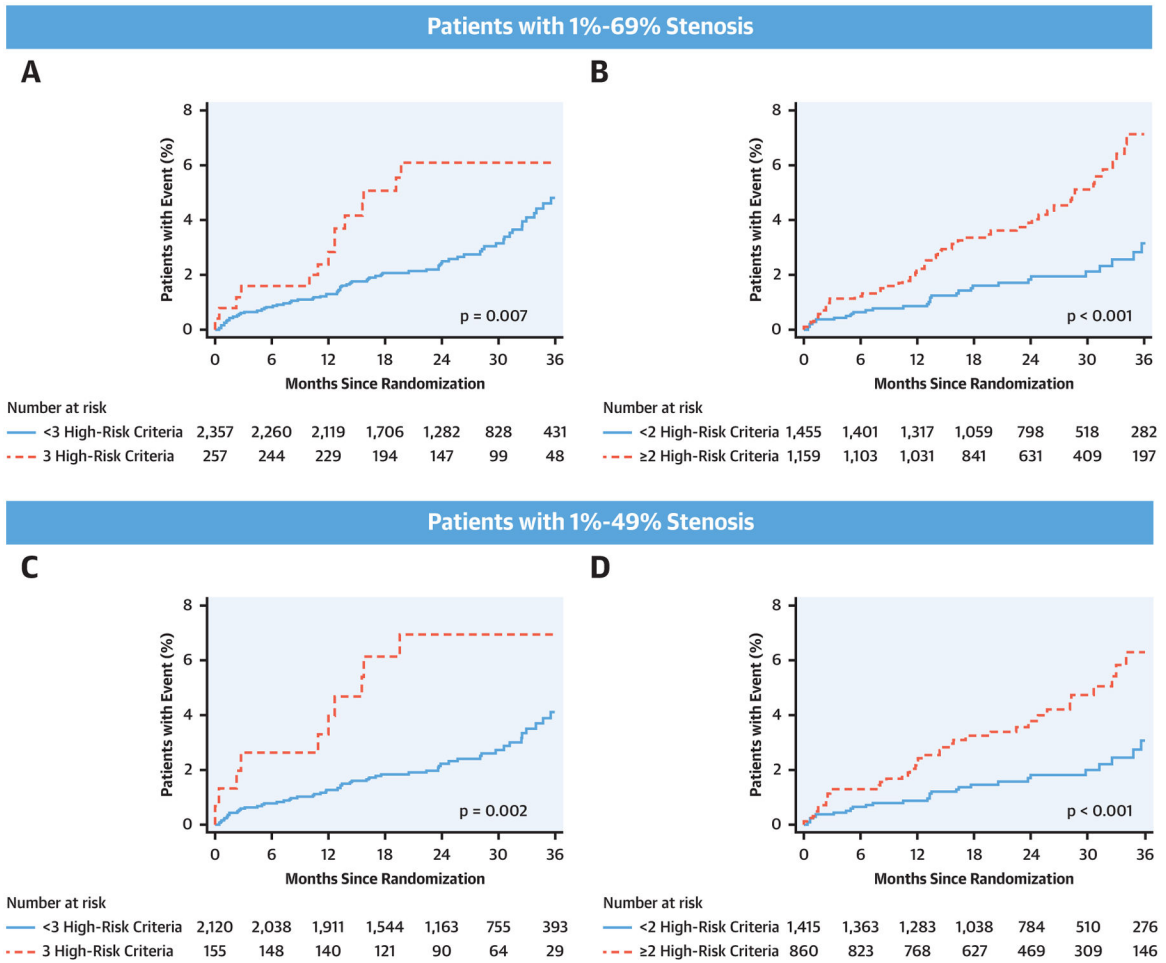 Patients with 1%-69% Stenosis
A
Patients with Event (%)
8
6
4
2
0
p = 0.007
0 6 12 18 24 30 36
Months Since Randomization
Number at risk
<3 High-Risk Criteria 2,357 2,260 2,119 1,706 1,282 828 431
3 High-Risk Criteria 257 244 229 194 147 99 48
B
Patients with Event (%)
8
6
4
2
0
p < 0.001
0 6 12 18 24 30 36
Months Since Randomization
Number at risk
<2 High-Risk Criteria 1,455 1,401 1,317 1,059 798 518 282
≥2 High-Risk Criteria 1,159 1,103 1,031 841 631 409 197
Patients with 1%-49% Stenosis
C
Patients with Event (%)
8
6
4
2
0
p = 0.002
0 6 12 18 24 30 36
Months Since Randomization
Number at risk
<3 High-Risk Criteria 2,120 2,038 1,911 1,544 1,163 755 393
3 High-Risk Criteria 155 148 140 121 90 64 29
D
Patients with Event (%)
8
6
4
2
0
p < 0.001
0 6 12 18 24 30 36
Months Since Randomization
Number at risk
<2 High-Risk Criteria 1,415 1,363 1,283 1,038 784 510 276
≥2 High-Risk Criteria 860 823 768 627 469 309 146